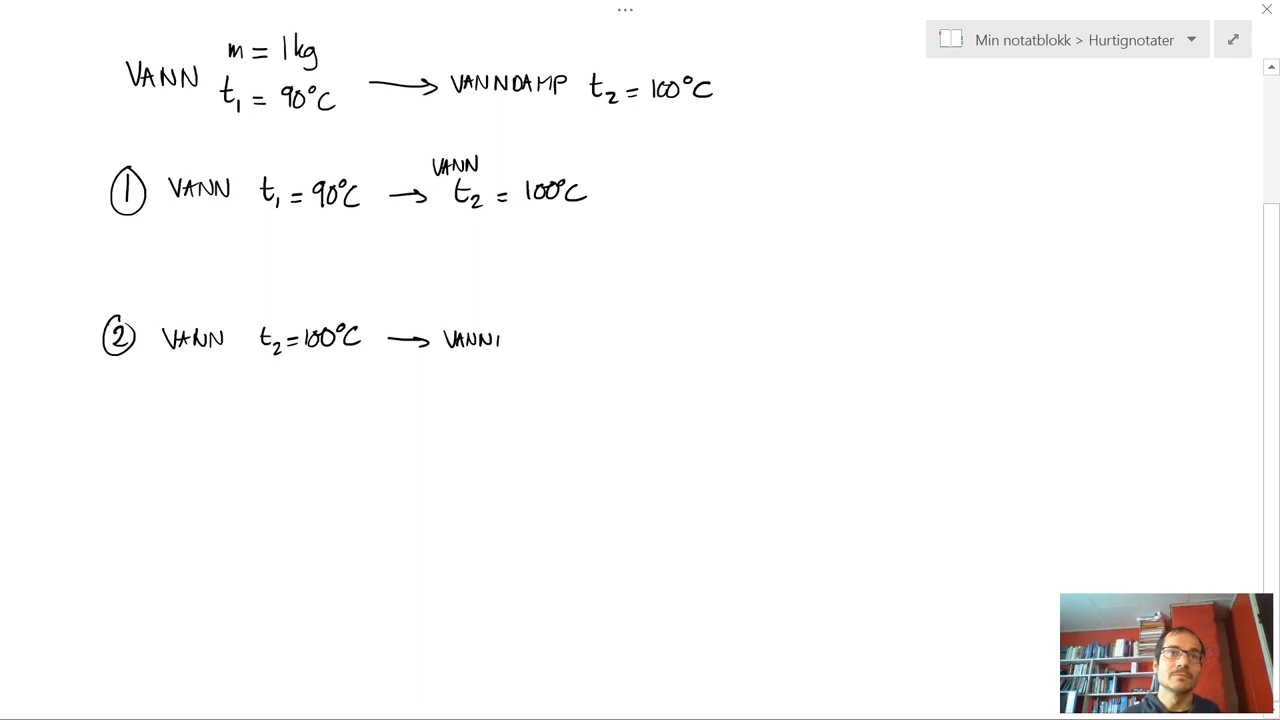 Min notatblokk > Hurtignotater
m = 1kg
VANN t₁ = 90°C → VANNDAMP t₂ = 100°C
VANN
① VANN t₁ = 90°C → t₂ = 100°C
② VANN t₂ = 100°C → VANNI